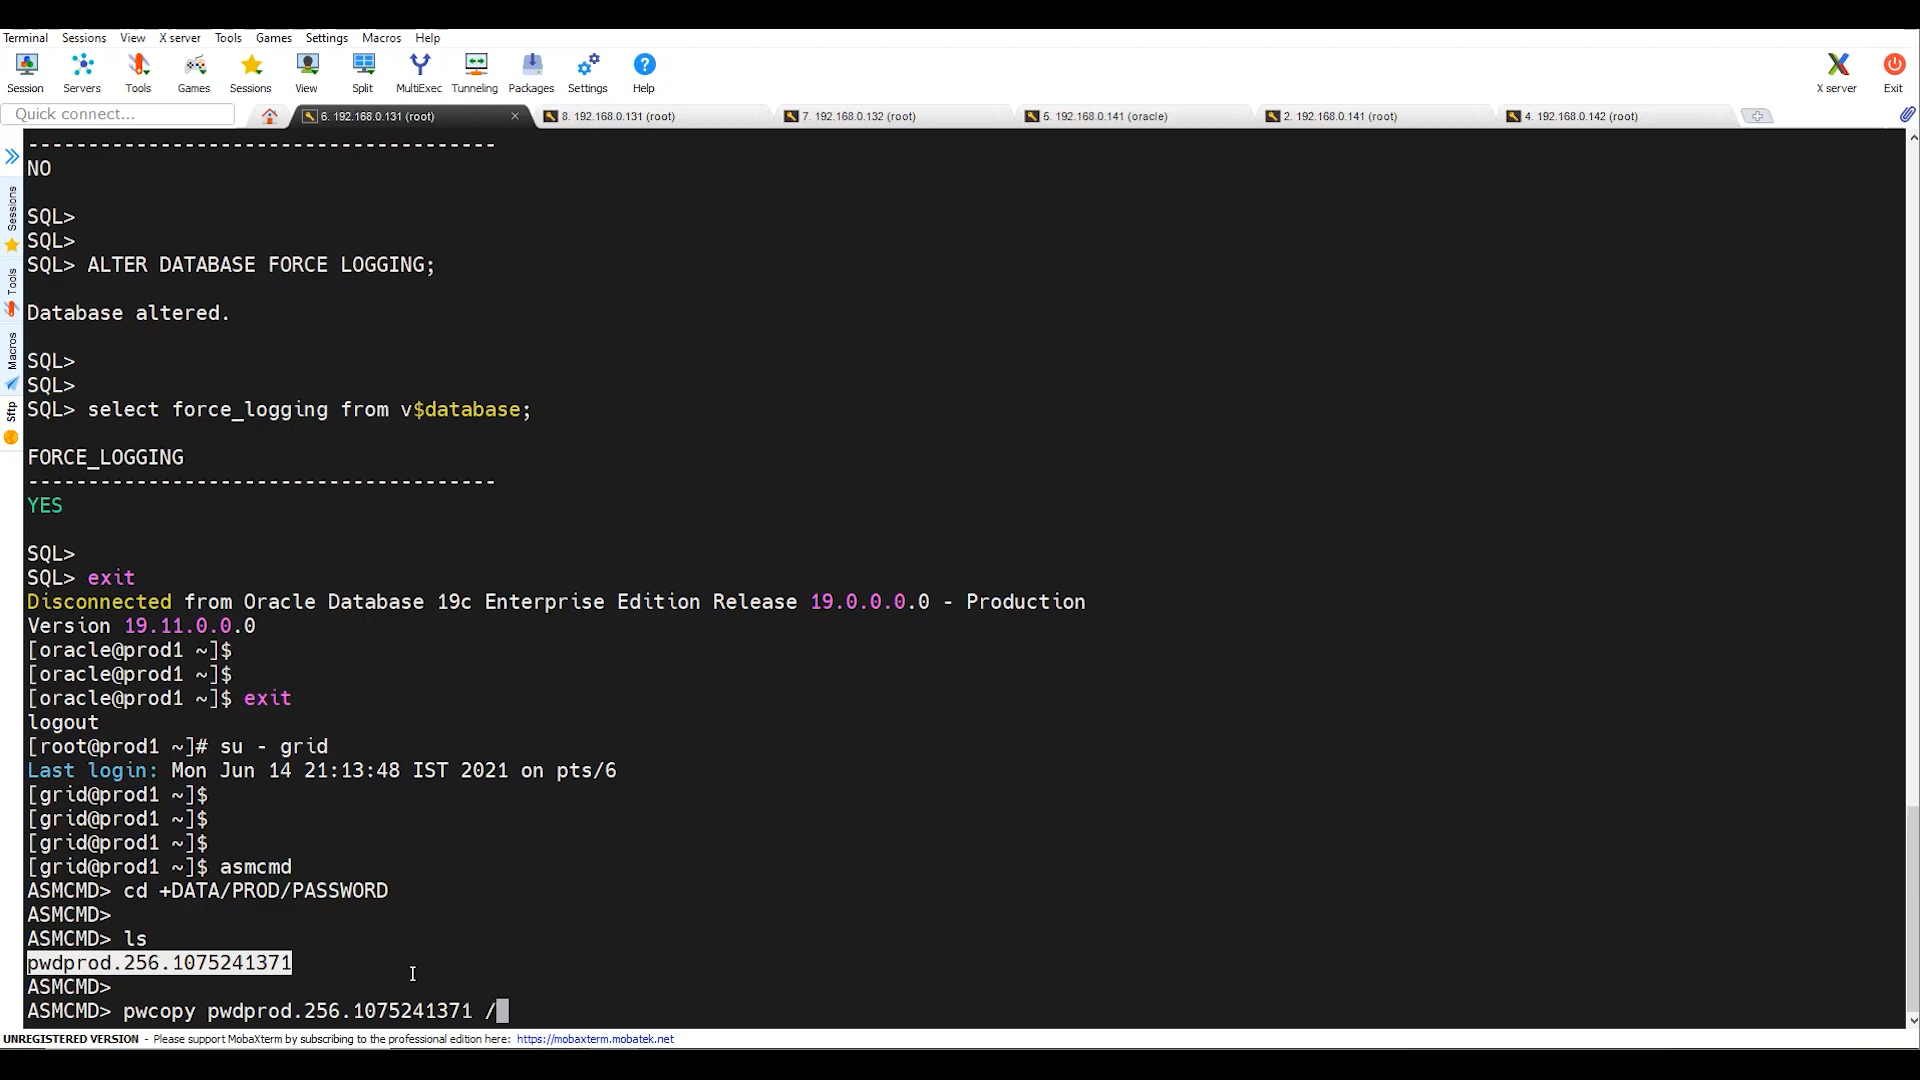 Terminal Sessions View X server Tools Games Settings Macros Help
Session Servers Tools Games Sessions View Split MultiExec Tunneling Packages Settings Help X server Exit
Quick connect... 6. 192.168.0.131 (root) 8. 192.168.0.131 (root) 7. 192.168.0.132 (root) 5. 192.168.0.141 (oracle) 2. 192.168.0.141 (root) 4. 192.168.0.142 (root)
Sessions
Tools
Macros
Sftp
---------------------------------------
NO
SQL>
SQL>
SQL> ALTER DATABASE FORCE LOGGING;
Database altered.
SQL>
SQL>
SQL> select force_logging from v$database;
FORCE_LOGGING
---------------------------------------
YES
SQL>
SQL> exit
Disconnected from Oracle Database 19c Enterprise Edition Release 19.0.0.0.0 - Production
Version 19.11.0.0.0
[oracle@prod1 ~]$
[oracle@prod1 ~]$
[oracle@prod1 ~]$ exit
logout
[root@prod1 ~]# su - grid
Last login: Mon Jun 14 21:13:48 IST 2021 on pts/6
[grid@prod1 ~]$
[grid@prod1 ~]$
[grid@prod1 ~]$
[grid@prod1 ~]$ asmcmd
ASMCMD> cd +DATA/PROD/PASSWORD
ASMCMD>
ASMCMD> ls
pwdprod.256.1075241371
ASMCMD>
ASMCMD> pwcopy pwdprod.256.1075241371 /
UNREGISTERED VERSION - Please support MobaXterm by subscribing to the professional edition here: https://mobaxterm.mobatek.net